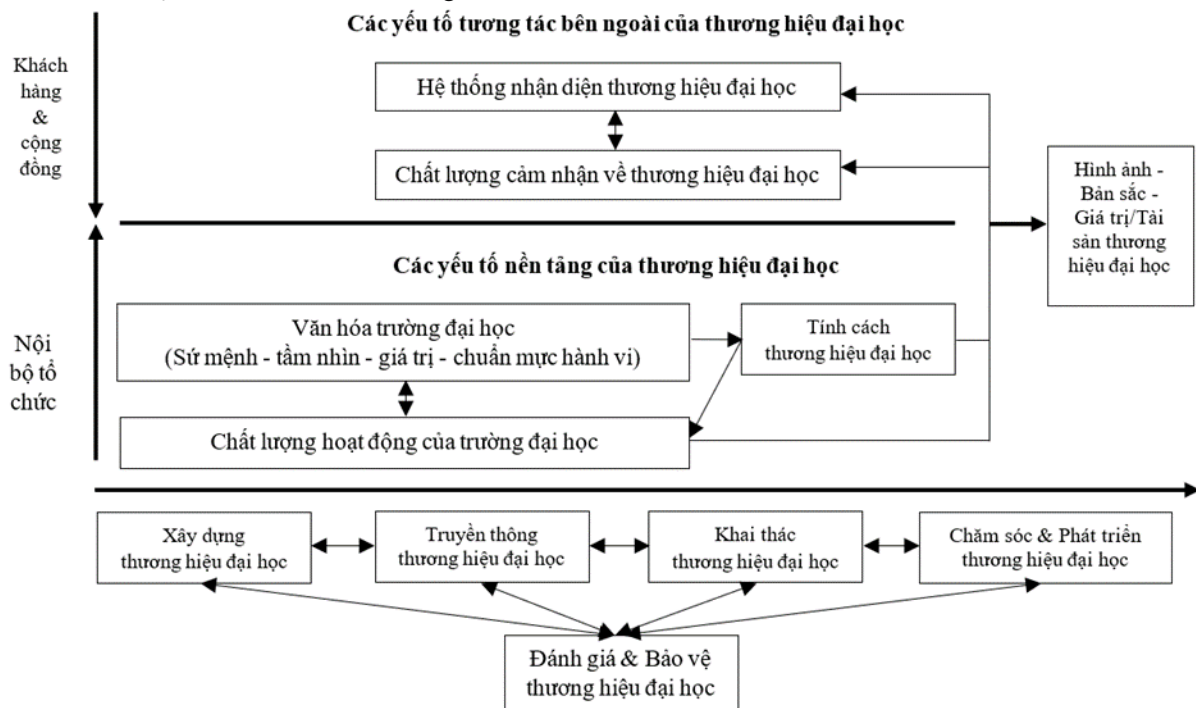 Các yếu tố tương tác bên ngoài của thương hiệu đại học
Khách
hàng
&
cộng
đồng
Hệ thống nhận diện thương hiệu đại học
Chất lượng cảm nhận về thương hiệu đại học
Hình ảnh -
Bản sắc -
Giá trị/Tài
sản thương
hiệu đại học
Các yếu tố nền tảng của thương hiệu đại học
Nội
bộ tổ
chức
Văn hóa trường đại học
(Sứ mệnh - tầm nhìn - giá trị - chuẩn mực hành vi)
Tính cách
thương hiệu đại học
Chất lượng hoạt động của trường đại học
Xây dựng
thương hiệu đại học
Truyền thông
thương hiệu đại học
Khai thác
thương hiệu đại học
Chăm sóc & Phát triển
thương hiệu đại học
Đánh giá & Bảo vệ
thương hiệu đại học